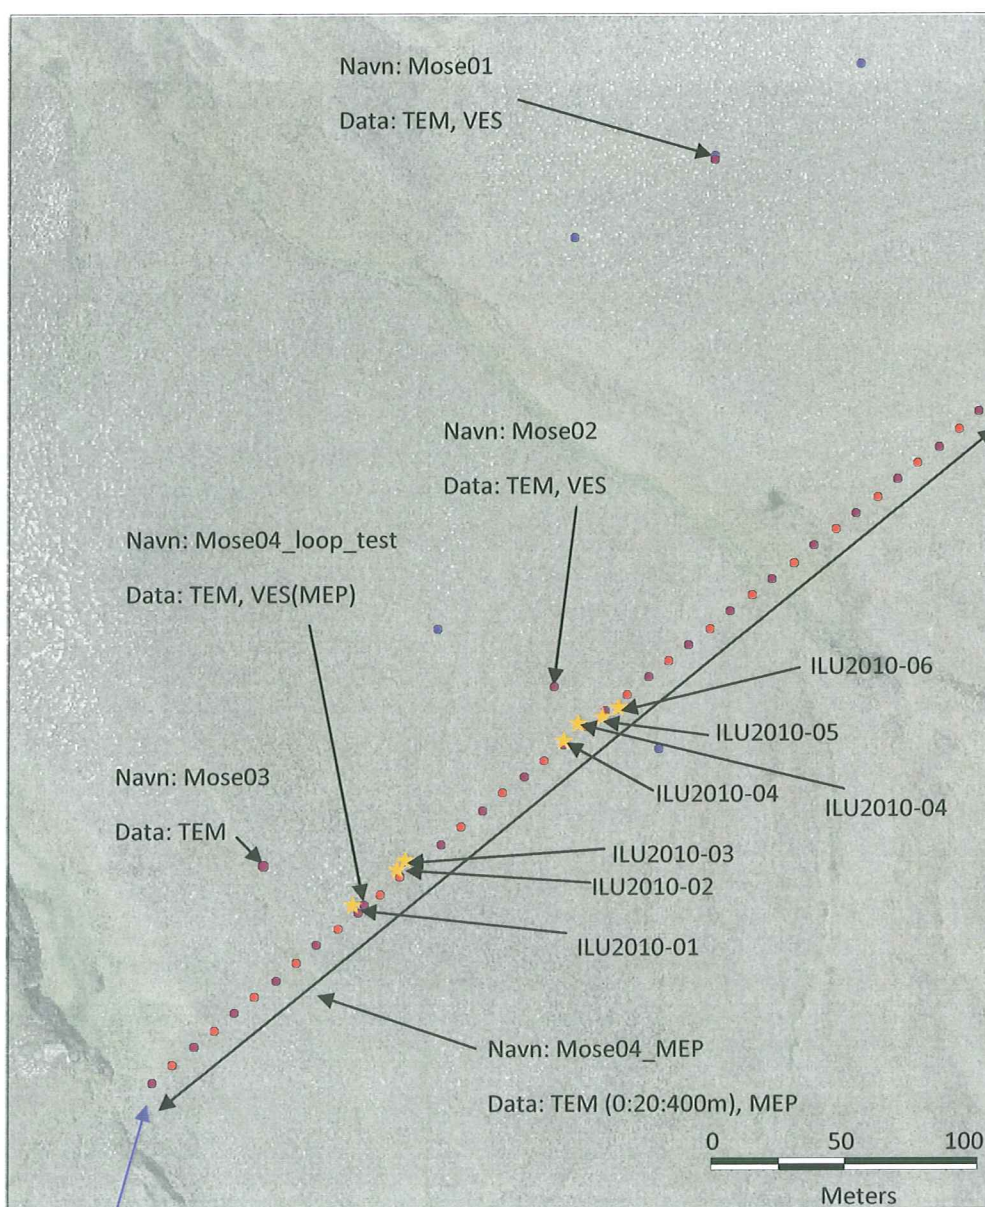 Navn: Mose01
Data: TEM, VES
Navn: Mose02
Data: TEM, VES
Navn: Mose04_loop_test
Data: TEM, VES(MEP)
ILU2010-06
ILU2010-05
Navn: Mose03
ILU2010-04
ILU2010-04
Data: TEM
ILU2010-03
ILU2010-02
ILU2010-01
Navn: Mose04_MEP
Data: TEM (0:20:400m), MEP
0 50 100
Meters